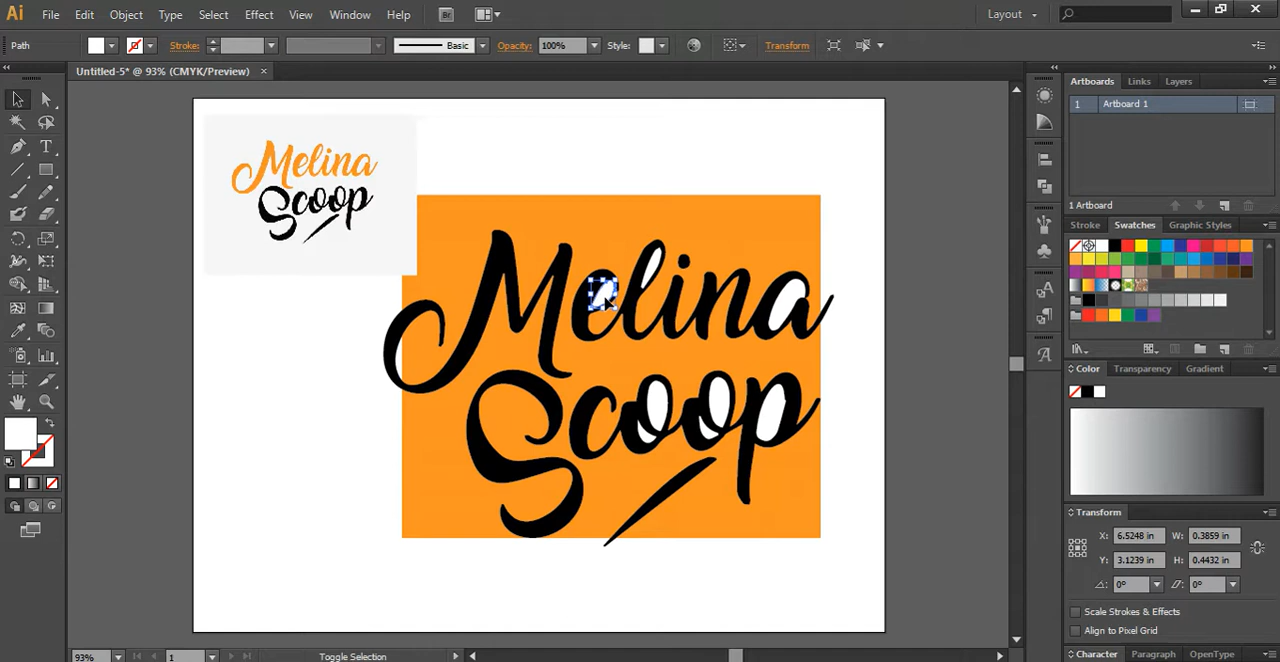 Ai File Edit Object Type Select Effect View Window Help Br Layout
Path Stroke: Basic Opacity: 100% Style: Transform
Untitled-5* @ 93% (CMYK/Preview)
Artboards Links Layers
1 Artboard 1
1 Artboard
Stroke Swatches Graphic Styles
Color Transparency Gradient
Transform
X: 6.5248 in W: 0.3859 in
Y: 3.1239 in H: 0.4432 in
0° 0°
Scale Strokes & Effects
Align to Pixel Grid
Character Paragraph OpenType
Melina
Scoop
Melina
Scoop
93% 1 Toggle Selection